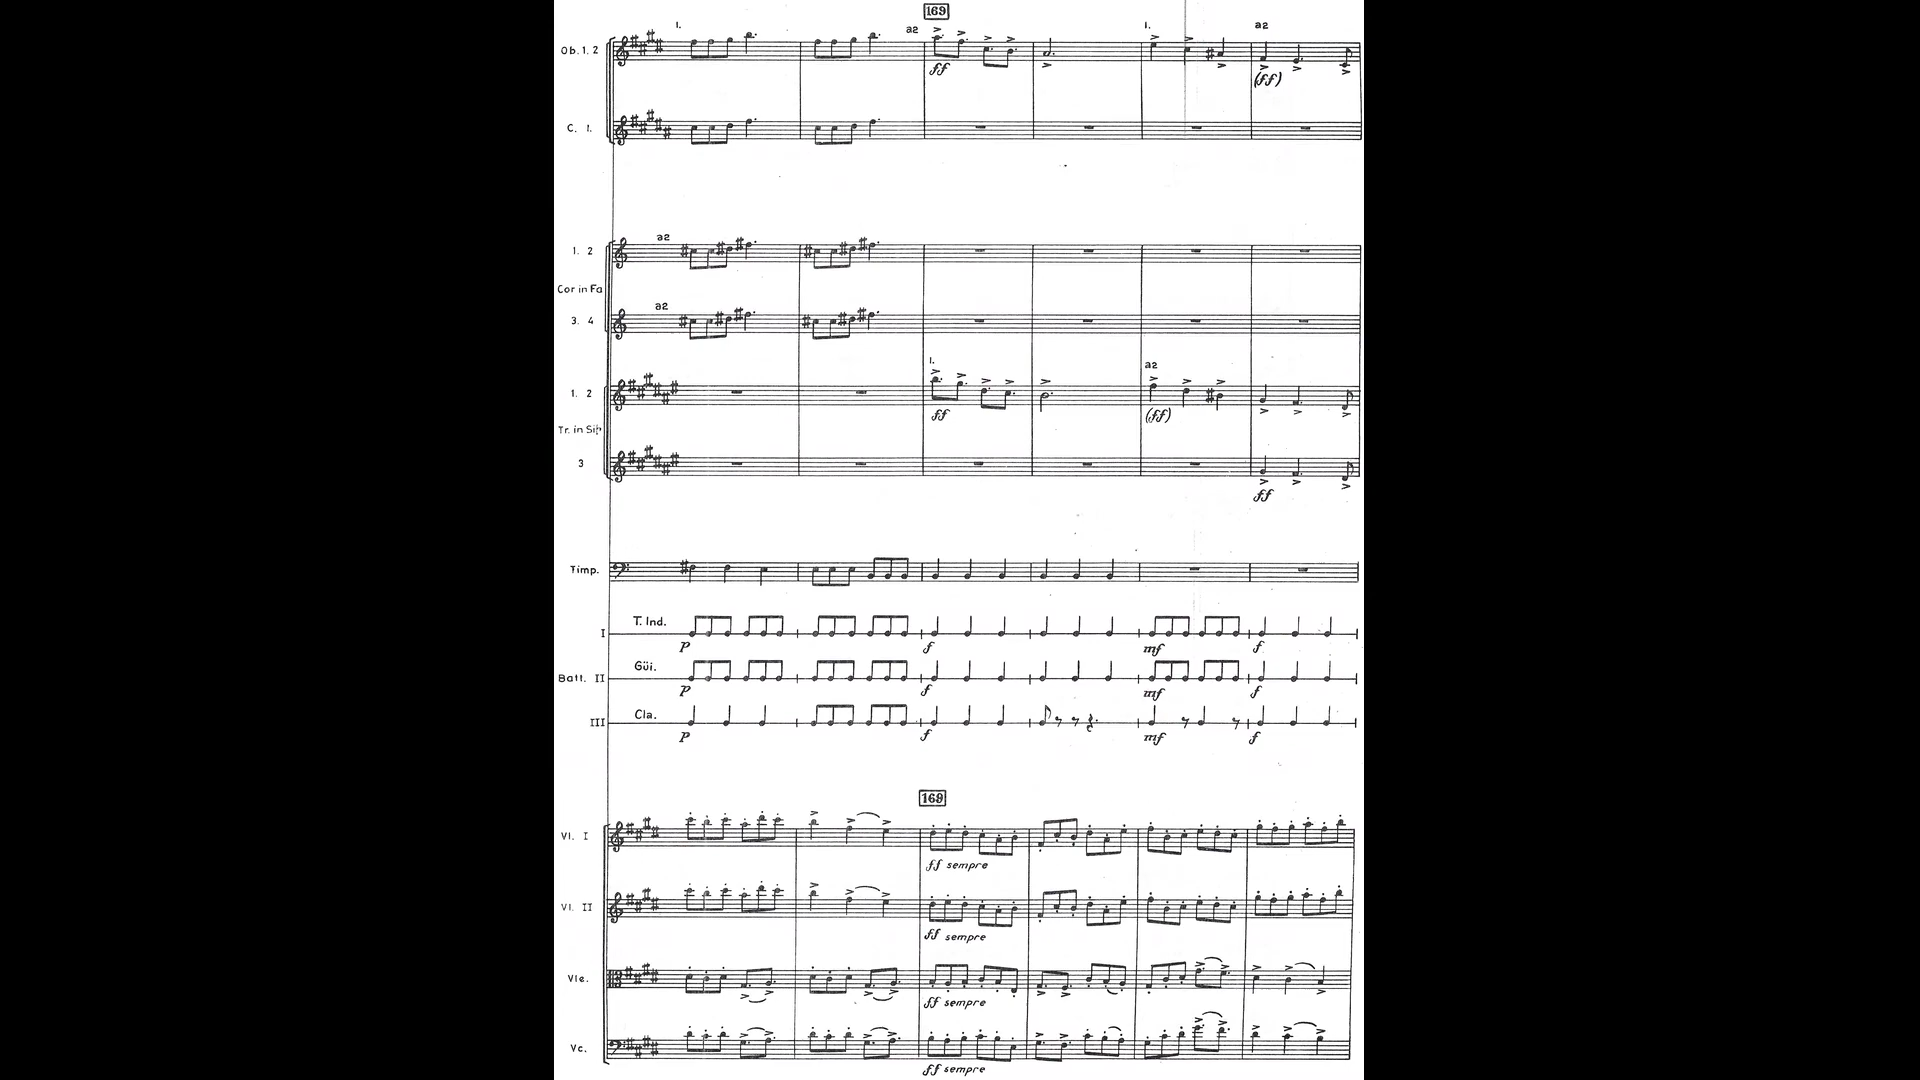 169
1. a2 1. a2
Ob. 1, 2
ff (ff)
C. 1.
a2
1. 2
Cor in Fa
a2
3. 4
1. a2
1. 2
ff (ff)
Tr. in Sib
3
ff
Timp.
T. Ind.
I
p f mf f
Güi.
Batt. II
p f mf f
Cla.
III
p f mf f
169
Vl. I
ff sempre
Vl. II
ff sempre
Vle.
ff sempre
Vc.
ff sempre